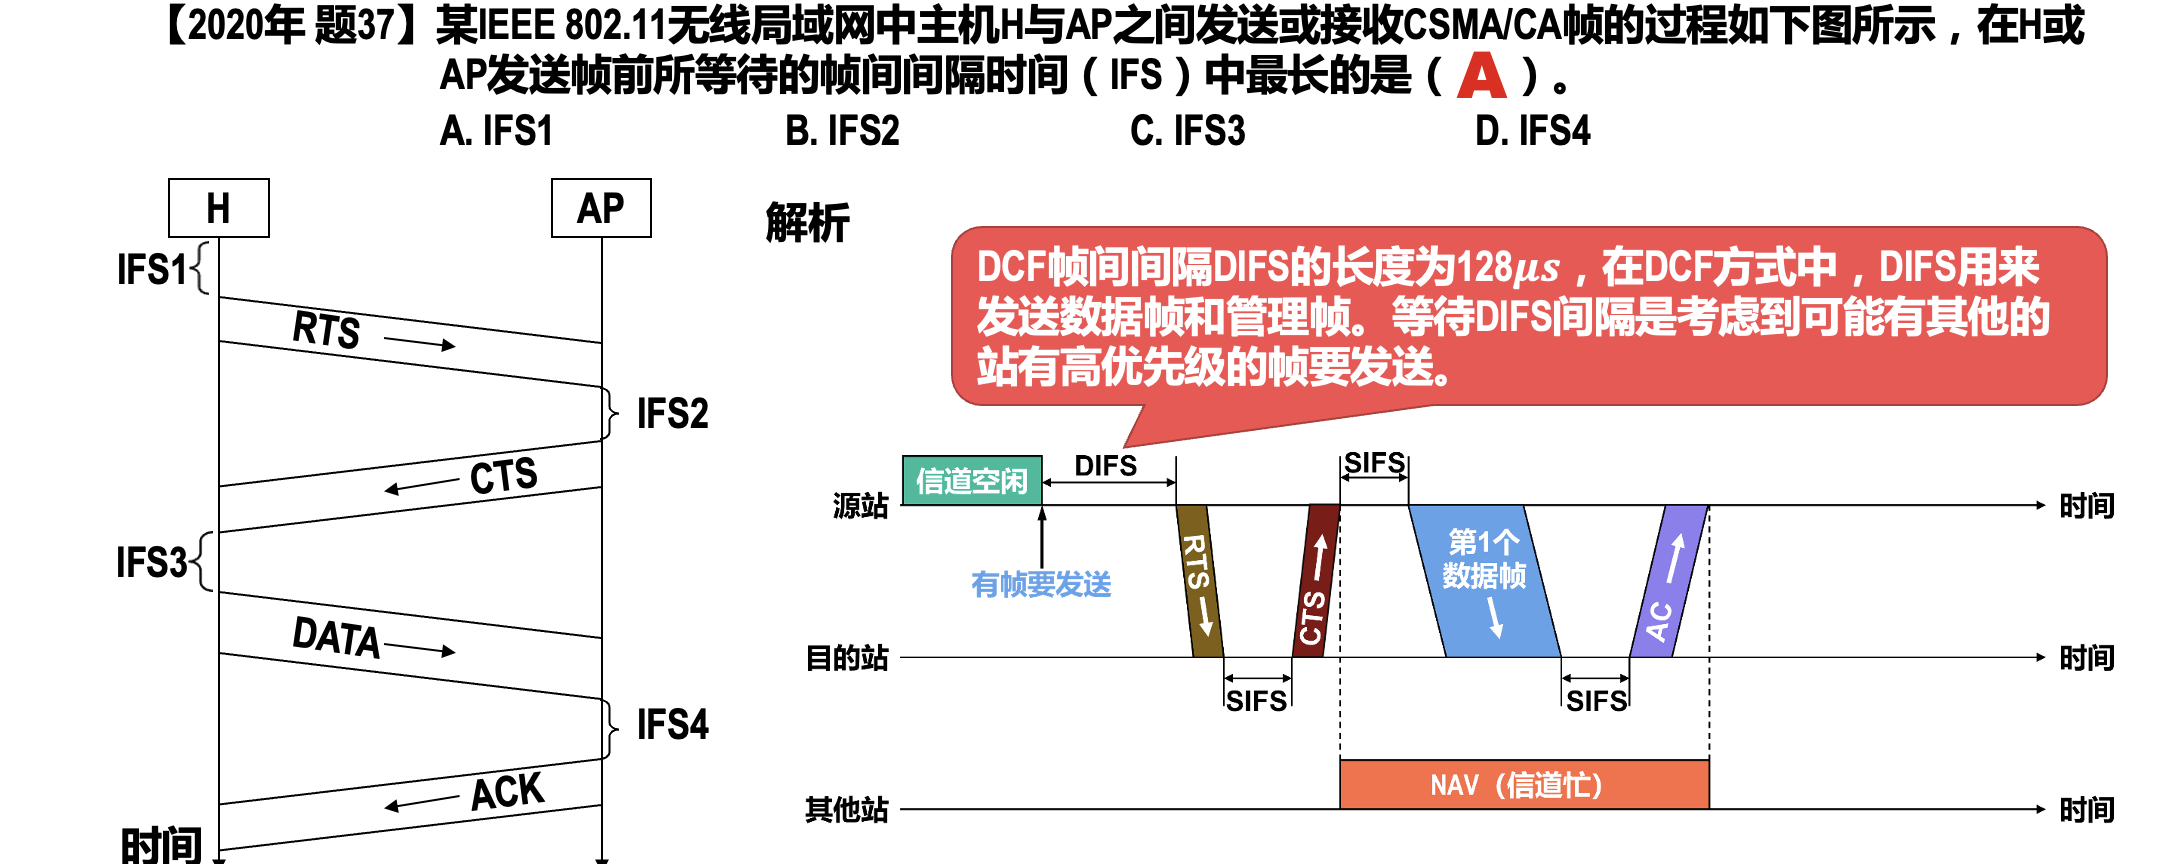 【2020年 题37】某IEEE 802.11无线局域网中主机H与AP之间发送或接收CSMA/CA帧的过程如下图所示，在H或
AP发送帧前所等待的帧间间隔时间（IFS）中最长的是（ A ）。
A. IFS1 B. IFS2 C. IFS3 D. IFS4
H
AP
IFS1
RTS
IFS2
CTS
IFS3
DATA
IFS4
ACK
时间
解析
DCF帧间间隔DIFS的长度为128μs，在DCF方式中，DIFS用来
发送数据帧和管理帧。等待DIFS间隔是考虑到可能有其他的
站有高优先级的帧要发送。
信道空闲
DIFS
SIFS
源站
时间
有帧要发送
RTS
CTS
第1个
数据帧
AC
目的站
时间
SIFS
SIFS
NAV（信道忙）
其他站
时间